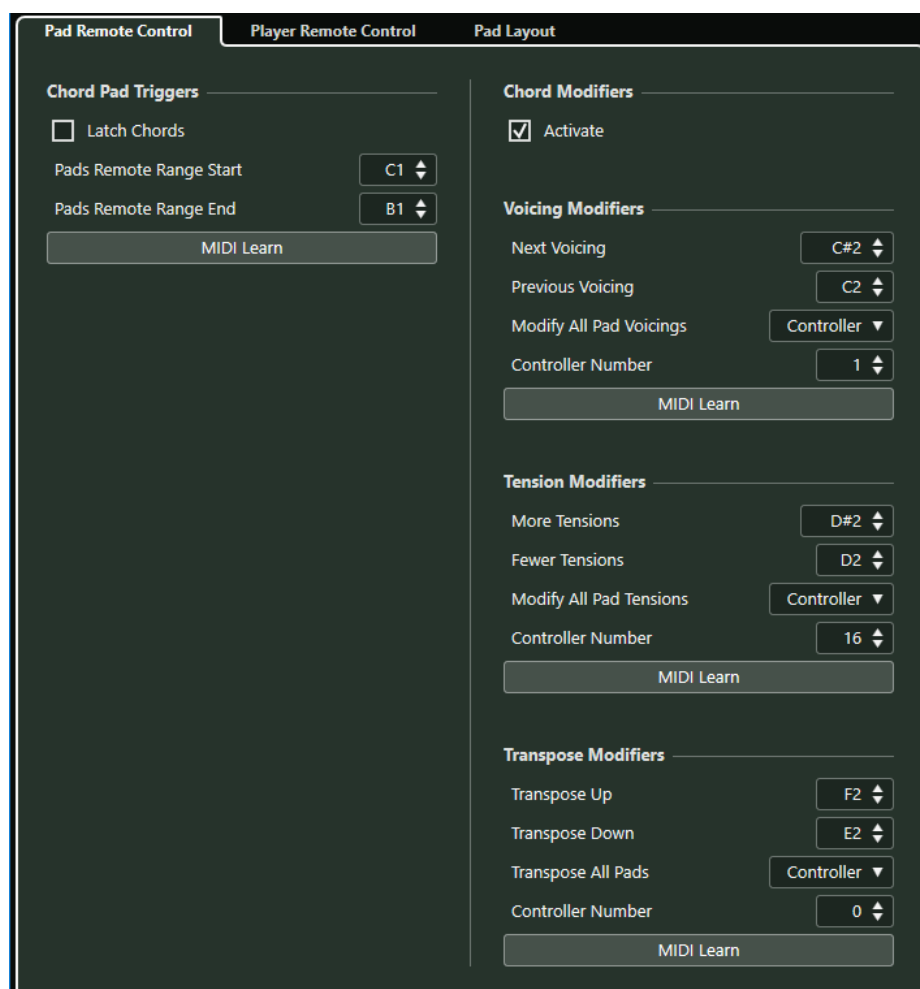 Pad Remote Control Player Remote Control Pad Layout
Chord Pad Triggers
Latch Chords
Pads Remote Range Start C1
Pads Remote Range End B1
MIDI Learn
Chord Modifiers
Activate
Voicing Modifiers
Next Voicing C#2
Previous Voicing C2
Modify All Pad Voicings Controller
Controller Number 1
MIDI Learn
Tension Modifiers
More Tensions D#2
Fewer Tensions D2
Modify All Pad Tensions Controller
Controller Number 16
MIDI Learn
Transpose Modifiers
Transpose Up F2
Transpose Down E2
Transpose All Pads Controller
Controller Number 0
MIDI Learn